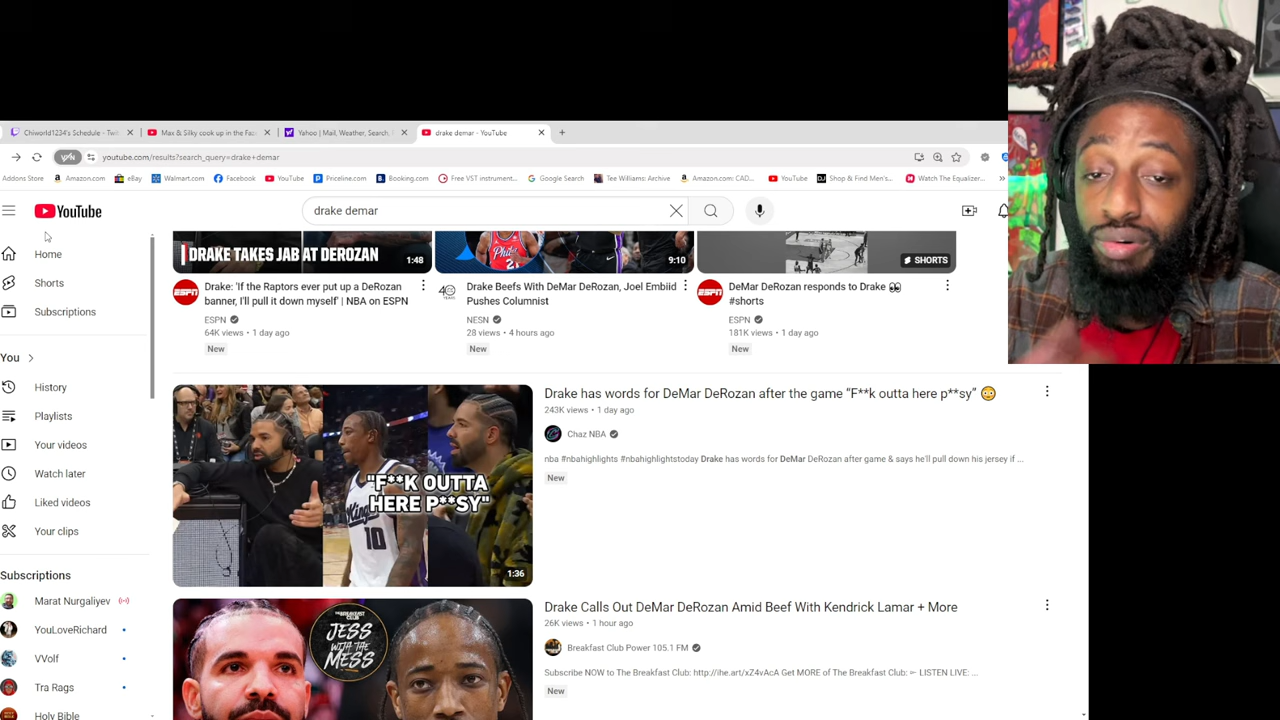 Chiworld1234's Schedule - Twit
Max & Silky cook up in the Fac
Yahoo | Mail, Weather, Search,
drake demar - YouTube
VPN
youtube.com/results?search_query=drake+demar
Addons Store
Amazon.com
eBay
Walmart.com
Facebook
YouTube
Priceline.com
Booking.com
Free VST instrument...
Google Search
Tee Williams: Archive
Amazon.com: CAD...
YouTube
Shop & Find Men's...
Watch The Equalizer...
YouTube
drake demar
Home
Shorts
Subscriptions
You
History
Playlists
Your videos
Watch later
Liked videos
Your clips
Subscriptions
Marat Nurgaliyev
YouLoveRichard
VVolf
Tra Rags
Holy Bible
DRAKE TAKES JAB AT DEROZAN
1:48
ESPN
Drake: 'If the Raptors ever put up a DeRozan
banner, I'll pull it down myself' | NBA on ESPN
ESPN
64K views • 1 day ago
New
9:10
Drake Beefs With DeMar DeRozan, Joel Embiid
Pushes Columnist
NESN
28 views • 4 hours ago
New
SHORTS
ESPN
DeMar DeRozan responds to Drake 👀
#shorts
ESPN
181K views • 1 day ago
New
"F**K OUTTA
HERE P**SY"
Kings
10
1:36
Drake has words for DeMar DeRozan after the game “F**k outta here p**sy” 😳
243K views • 1 day ago
Chaz NBA
nba #nbahighlights #nbahighlightstoday Drake has words for DeMar DeRozan after game & says he'll pull down his jersey if ...
New
THE BREAKFAST
CLUB
JESS
WITH THE
MESS
Drake Calls Out DeMar DeRozan Amid Beef With Kendrick Lamar + More
26K views • 1 hour ago
Breakfast Club Power 105.1 FM
Subscribe NOW to The Breakfast Club: http://ihe.art/xZ4vAcA Get MORE of The Breakfast Club: ➳ LISTEN LIVE: ...
New